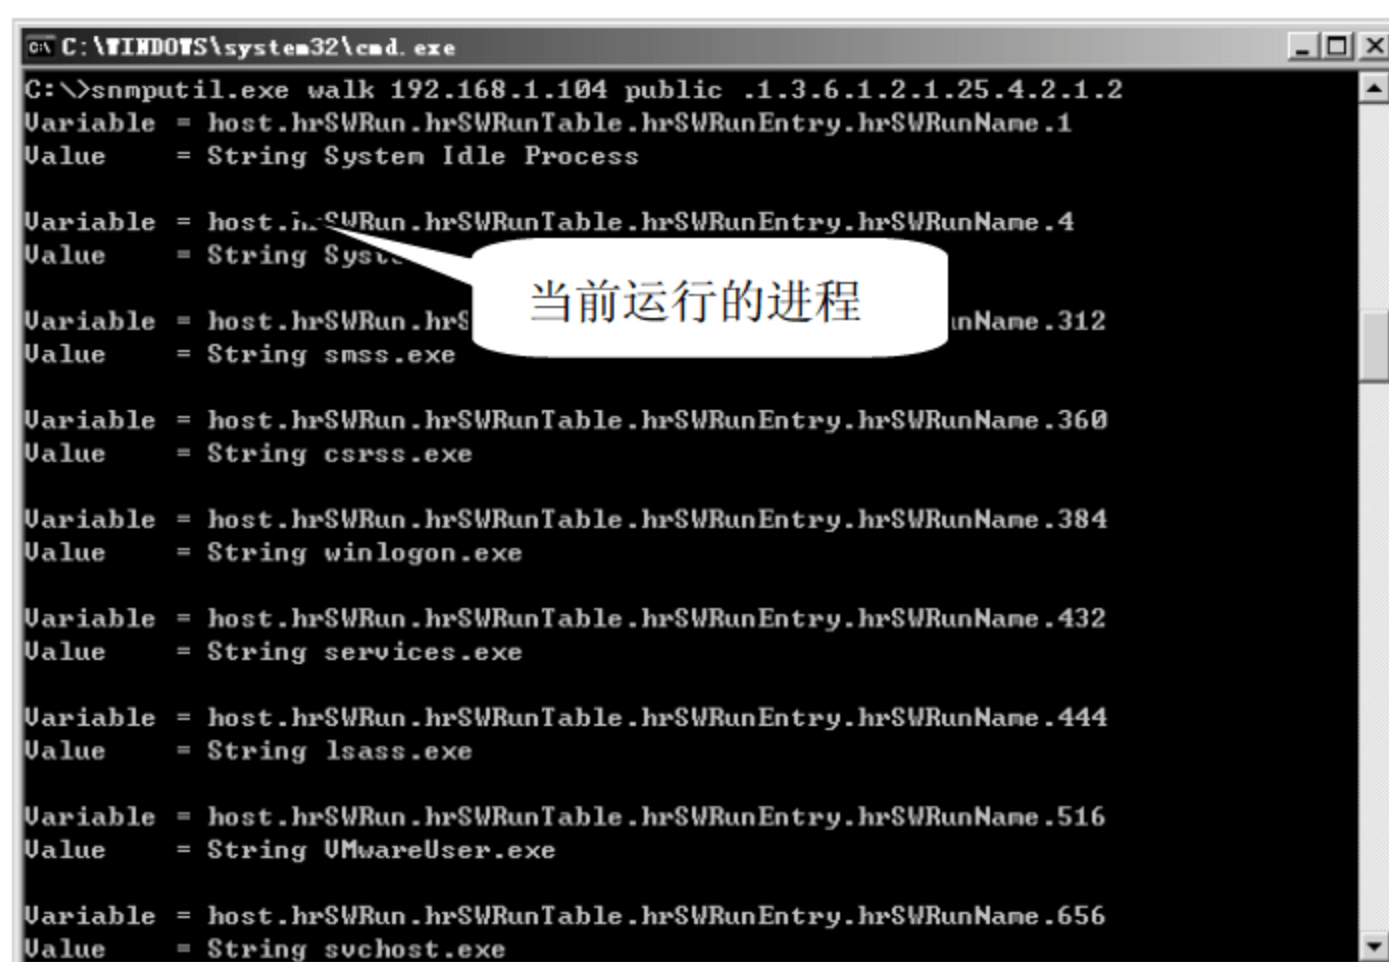 C:\WINDOWS\system32\cmd.exe
C:\>snmputil.exe walk 192.168.1.104 public .1.3.6.1.2.1.25.4.2.1.2
Variable = host.hrSWRun.hrSWRunTable.hrSWRunEntry.hrSWRunName.1
Value    = String System Idle Process
Variable = host.hrSWRun.hrSWRunTable.hrSWRunEntry.hrSWRunName.4
Value    = String
当前运行的进程
Variable = host.hrSWRun.hrS unName.312
Value    = String smss.exe
Variable = host.hrSWRun.hrSWRunTable.hrSWRunEntry.hrSWRunName.360
Value    = String csrss.exe
Variable = host.hrSWRun.hrSWRunTable.hrSWRunEntry.hrSWRunName.384
Value    = String winlogon.exe
Variable = host.hrSWRun.hrSWRunTable.hrSWRunEntry.hrSWRunName.432
Value    = String services.exe
Variable = host.hrSWRun.hrSWRunTable.hrSWRunEntry.hrSWRunName.444
Value    = String lsass.exe
Variable = host.hrSWRun.hrSWRunTable.hrSWRunEntry.hrSWRunName.516
Value    = String VMwareUser.exe
Variable = host.hrSWRun.hrSWRunTable.hrSWRunEntry.hrSWRunName.656
Value    = String svchost.exe